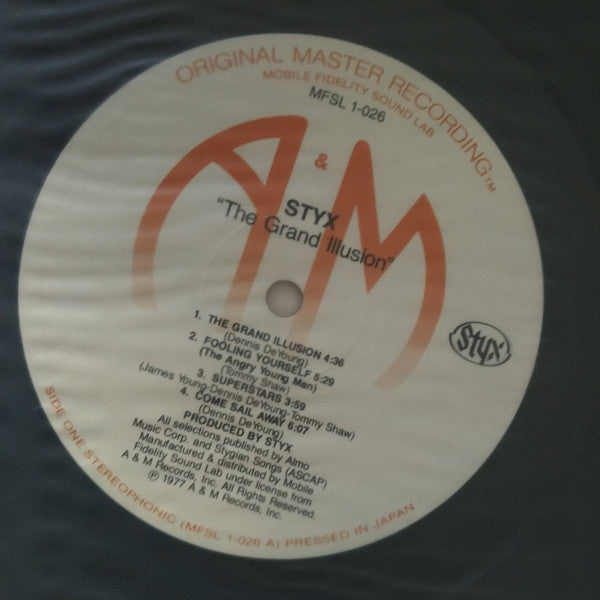 ORIGINAL MASTER RECORDING™
MOBILE FIDELITY SOUND LAB
MFSL 1-026
A & M
STYX
"The Grand Illusion"
1. THE GRAND ILLUSION 4:36
(Dennis DeYoung)
2. FOOLING YOURSELF 5:29
(The Angry Young Man)
(Tommy Shaw)
3. SUPERSTARS 3:59
(James Young-Dennis DeYoung-Tommy Shaw)
4. COME SAIL AWAY 6:07
(Dennis DeYoung)
PRODUCED BY STYX
All selections published by Almo
Music Corp. and Stygian Songs (ASCAP)
Manufactured & distributed by Mobile
Fidelity Sound Lab under license from
A & M Records, Inc. All Rights Reserved.
℗ 1977 A & M Records, Inc.
Styx
SIDE ONE STEREOPHONIC (MFSL 1-026 A) PRESSED IN JAPAN